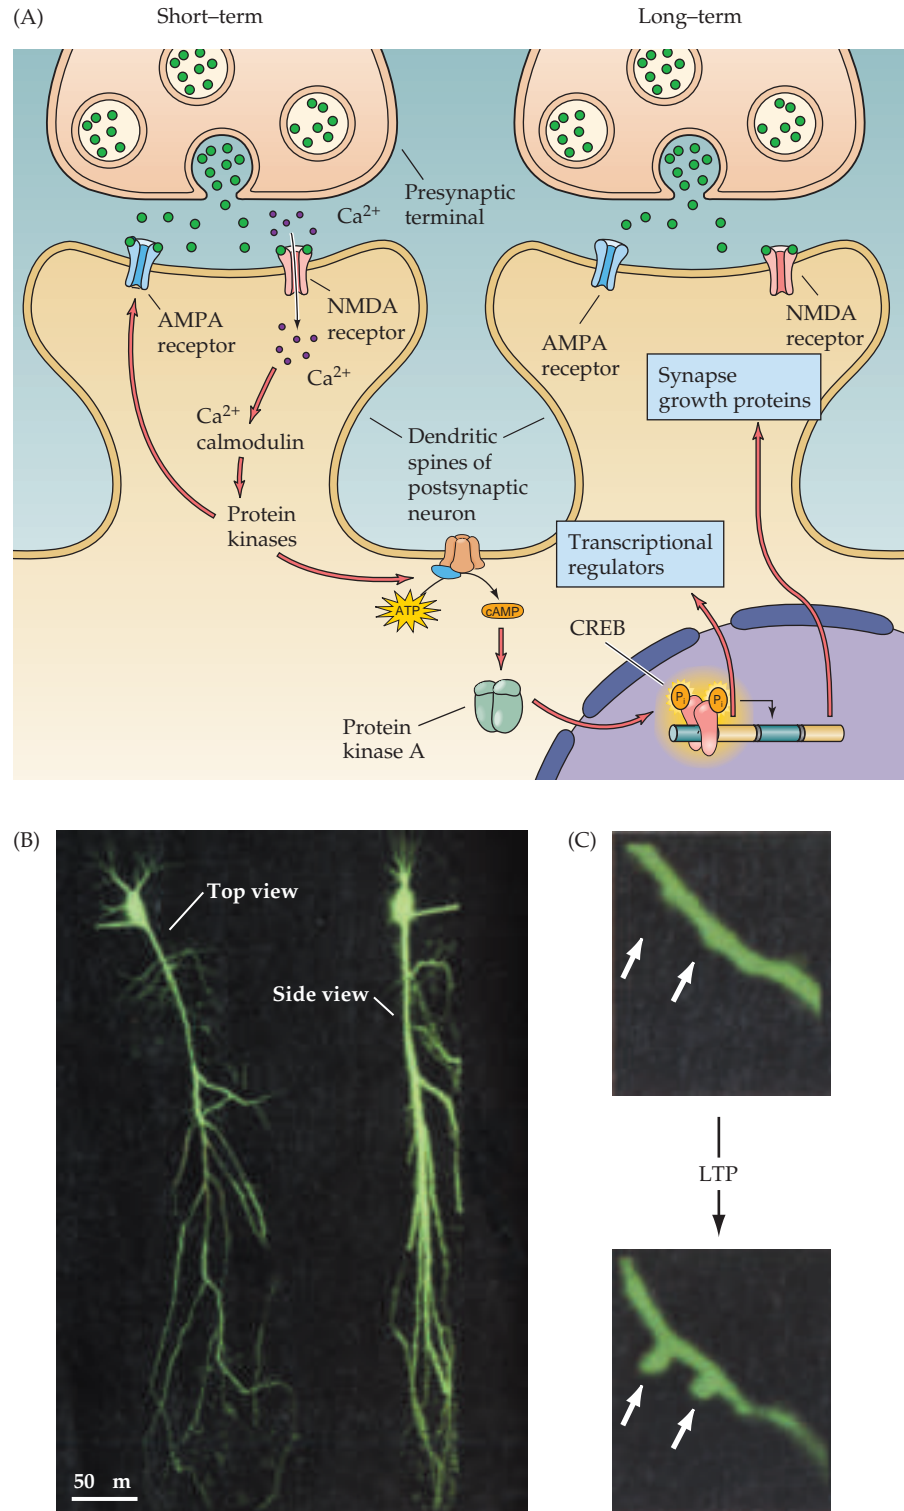 (A)
Short–term
Long–term
Ca²⁺
Presynaptic
terminal
AMPA
receptor
NMDA
receptor
Ca²⁺
Ca²⁺
calmodulin
Protein
kinases
Dendritic
spines of
postsynaptic
neuron
AMPA
receptor
NMDA
receptor
Synapse
growth proteins
Transcriptional
regulators
ATP
cAMP
CREB
Pi
Pi
Protein
kinase A
(B)
Top view
Side view
50 m
(C)
LTP